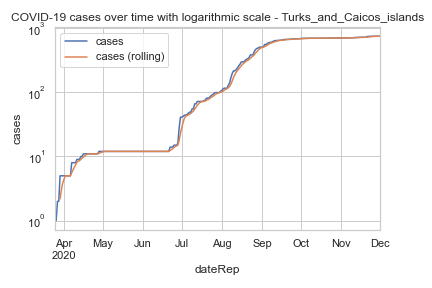 COVID-19 cases over time with logarithmic scale - Turks_and_Caicos_islands
cases
cases (rolling)
cases
10³
10²
10¹
10⁰
Apr May Jun Jul Aug Sep Oct Nov Dec
2020
dateRep